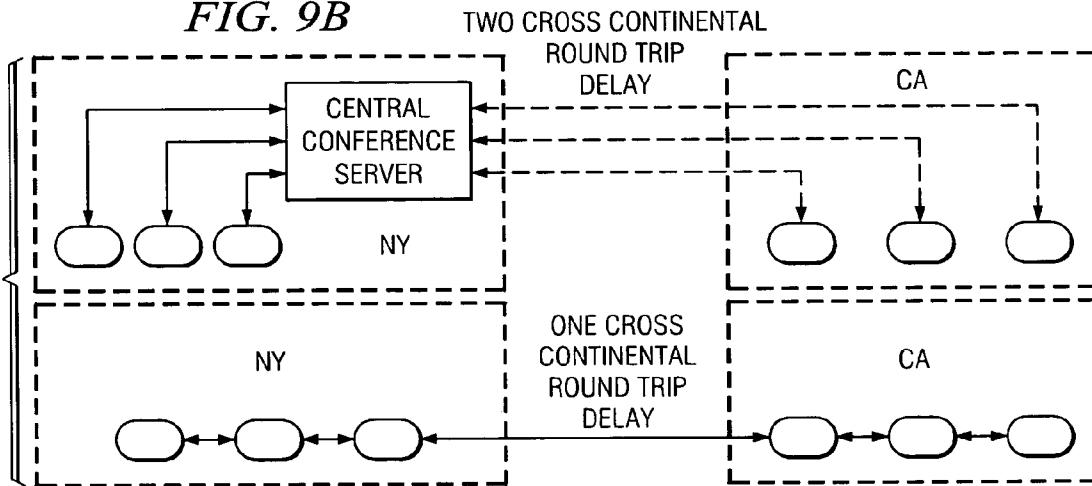 FIG. 9B
TWO CROSS CONTINENTAL
ROUND TRIP
DELAY
CENTRAL
CONFERENCE
SERVER
NY
CA
ONE CROSS
CONTINENTAL
ROUND TRIP
DELAY
NY
CA